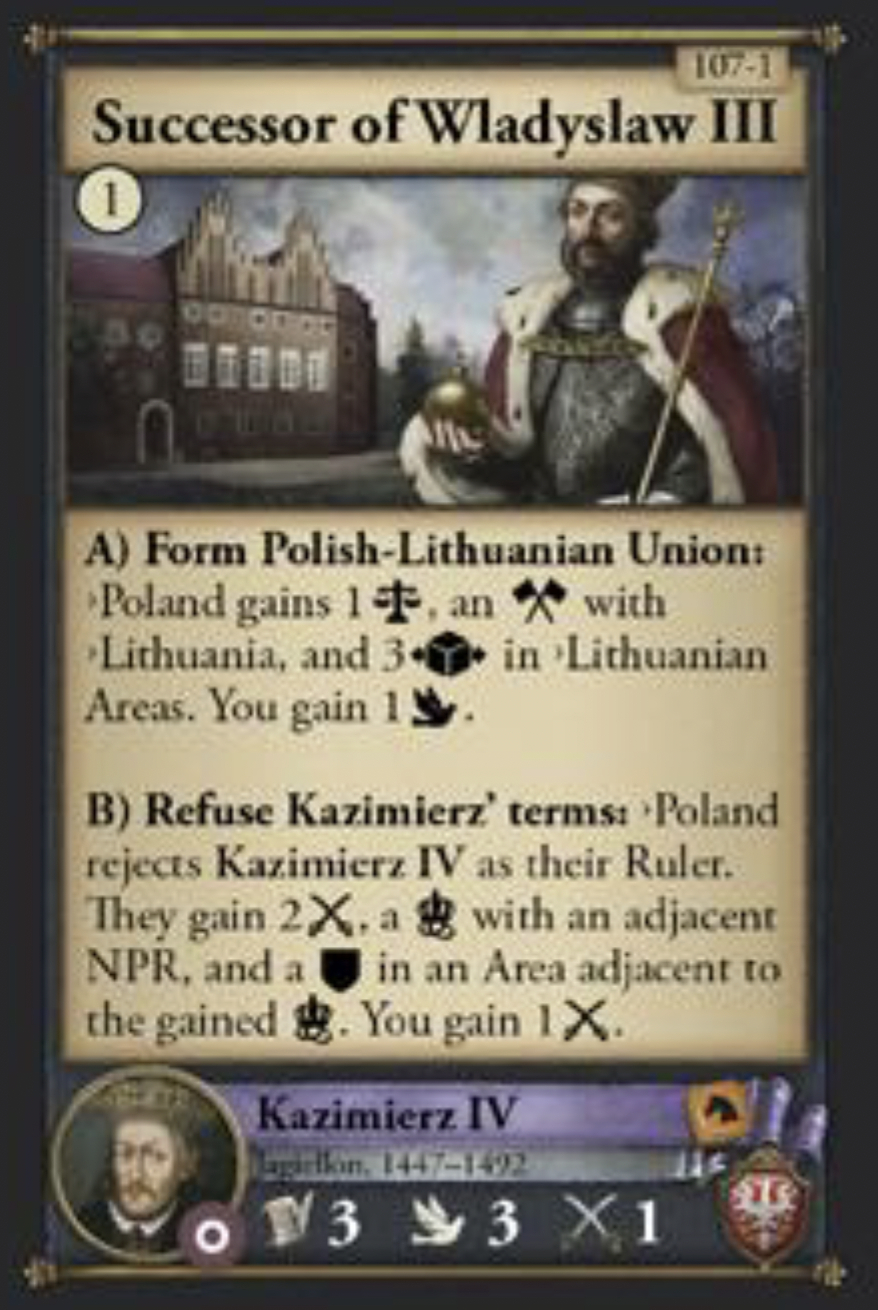 107-1
Successor of Wladyslaw III
1
A) Form Polish-Lithuanian Union:
›Poland gains 1 , an with
›Lithuania, and 3 in ›Lithuanian
Areas. You gain 1 .
B) Refuse Kazimierz’ terms: ›Poland
rejects Kazimierz IV as their Ruler.
They gain 2 , a with an adjacent
NPR, and a in an Area adjacent to
the gained . You gain 1 .
Kazimierz IV
Jagiellon, 1447–1492
3 3 1